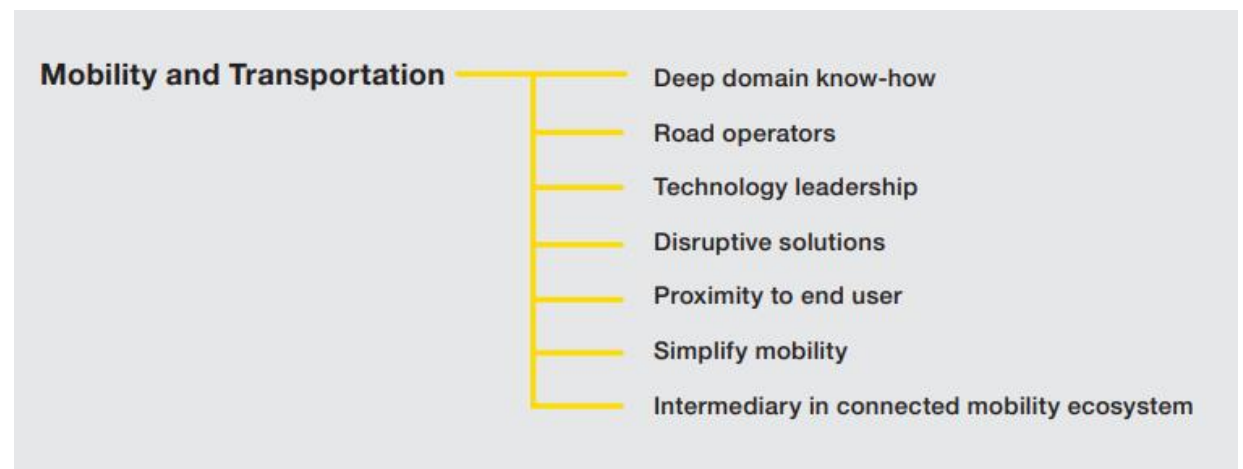 Mobility and Transportation
Deep domain know-how
Road operators
Technology leadership
Disruptive solutions
Proximity to end user
Simplify mobility
Intermediary in connected mobility ecosystem